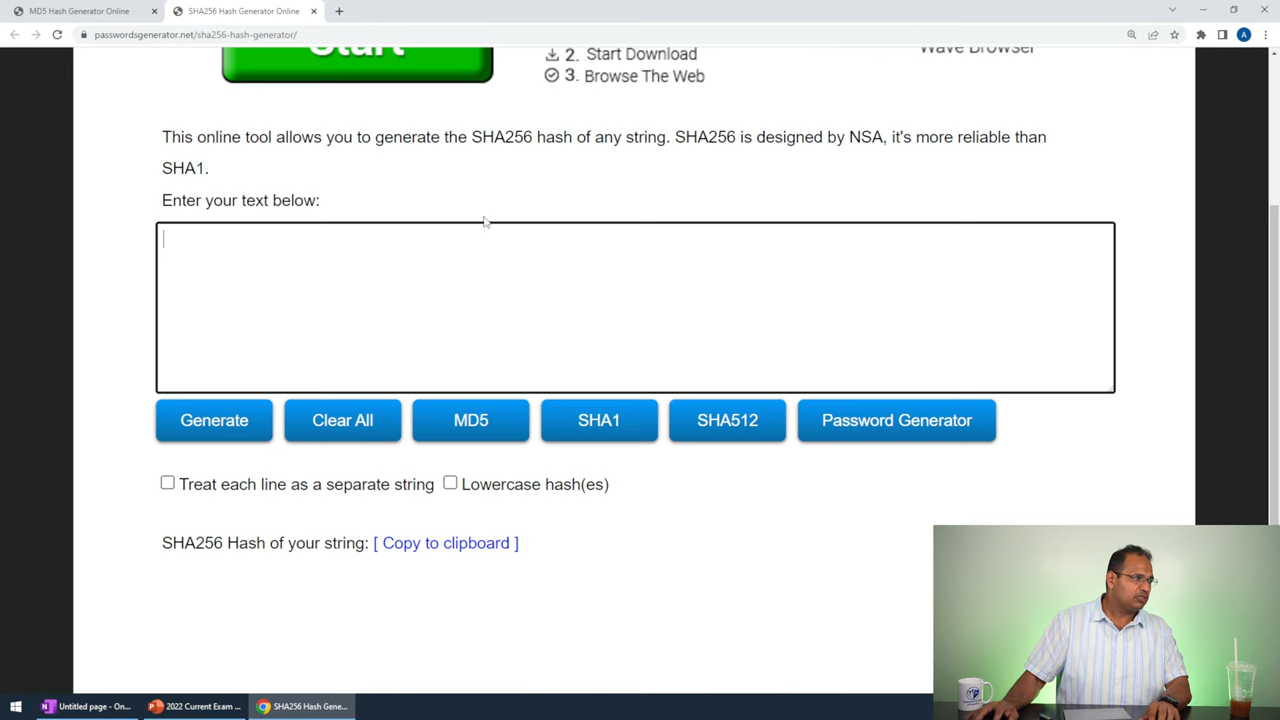 MD5 Hash Generator Online
SHA256 Hash Generator Online
passwordsgenerator.net/sha256-hash-generator/
A
Start
2. Start Download
3. Browse The Web
Wave Browser
This online tool allows you to generate the SHA256 hash of any string. SHA256 is designed by NSA, it's more reliable than
SHA1.
Enter your text below:
Generate
Clear All
MD5
SHA1
SHA512
Password Generator
Treat each line as a separate string
Lowercase hash(es)
SHA256 Hash of your string: [ Copy to clipboard ]
Untitled page - On...
2022 Current Exam ...
SHA256 Hash Gene...